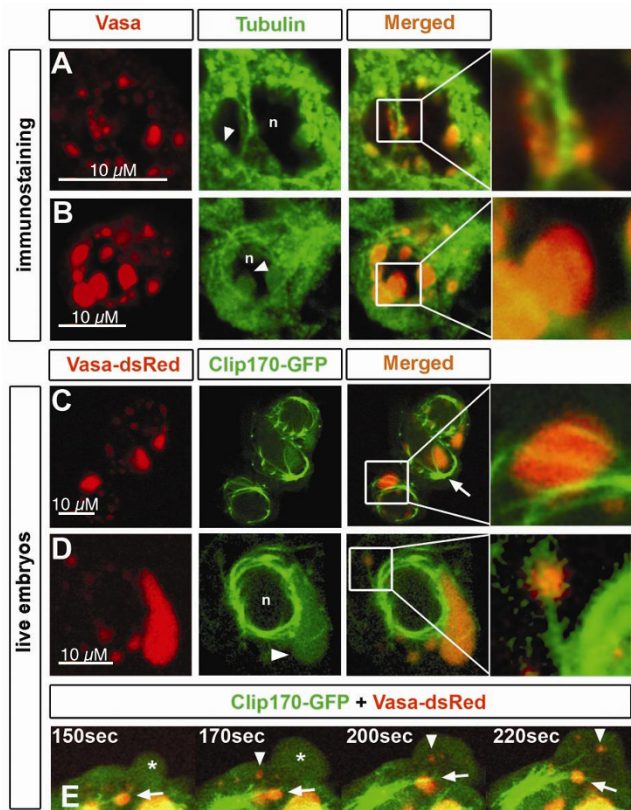 Vasa Tubulin Merged
immunostaining
A n
10 µM
B n
10 µM
Vasa-dsRed Clip170-GFP Merged
live embryos
C
10 µM
D n
10 µM
Clip170-GFP + Vasa-dsRed
150sec 170sec 200sec 220sec
* *
E